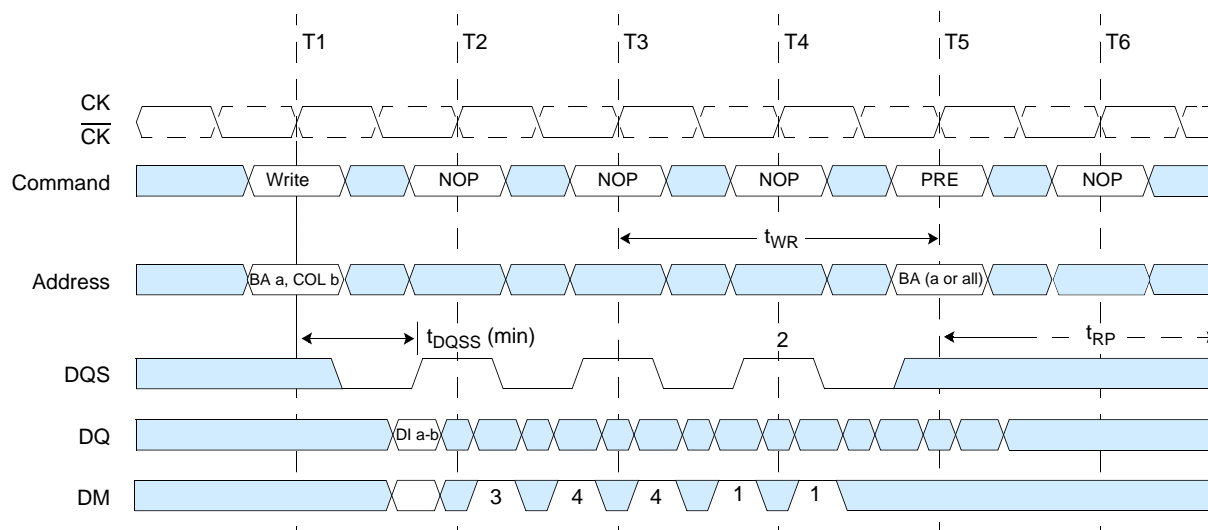 T1 T2 T3 T4 T5 T6
CK
CK
Command Write NOP NOP NOP PRE NOP
tWR
Address BA a, COL b BA (a or all)
tDQSS (min) 2 tRP
DQS
DQ DI a-b
DM 3 4 4 1 1